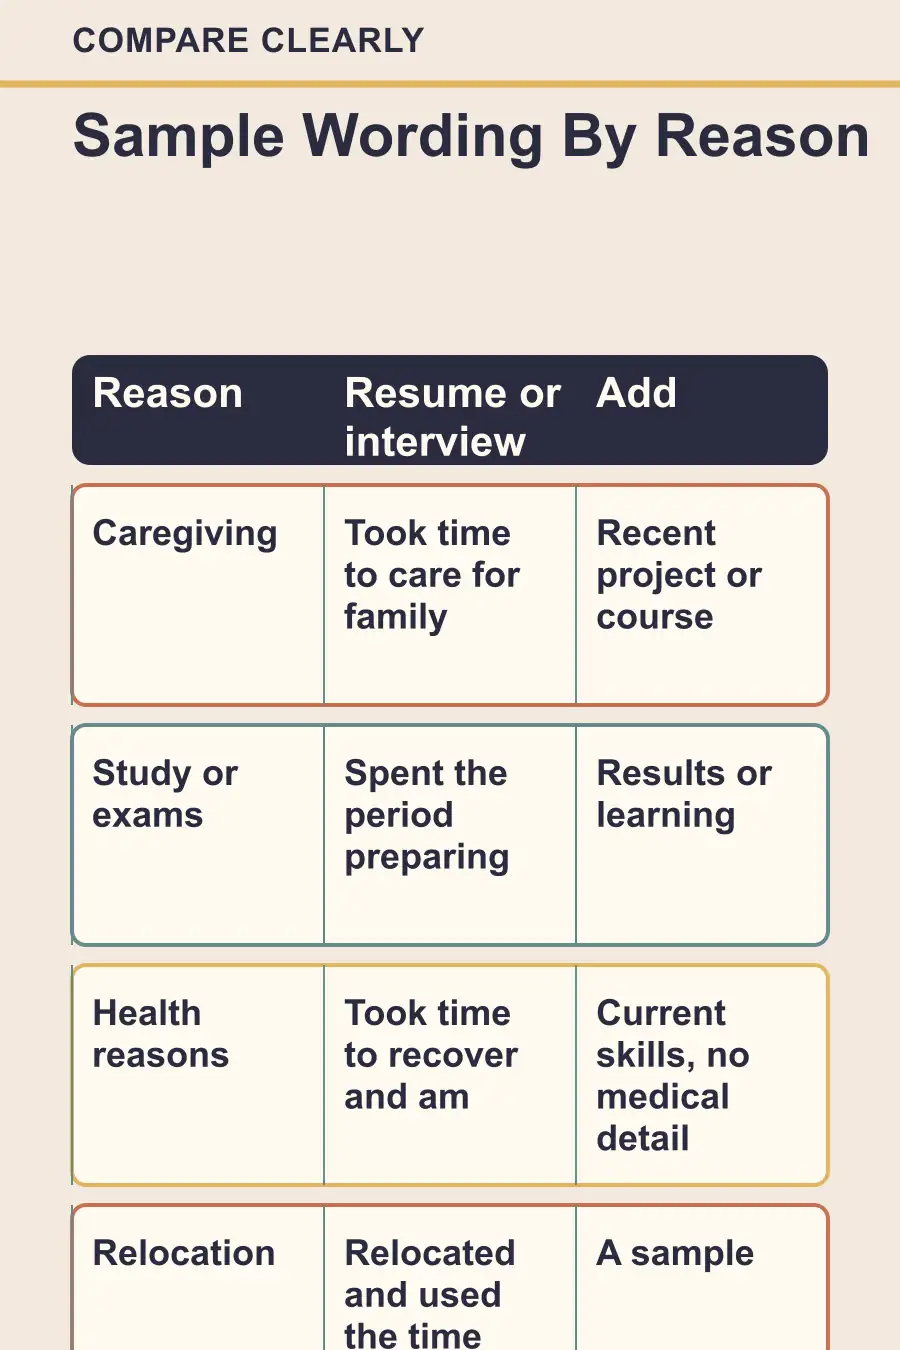 COMPARE CLEARLY
Sample Wording By Reason
Reason
Resume or
interview
Add
Caregiving
Took time
to care for
family
Recent
project or
course
Study or
exams
Spent the
period
preparing
Results or
learning
Health
reasons
Took time
to recover
and am
Current
skills, no
medical
detail
Relocation
Relocated
and used
the time
A sample